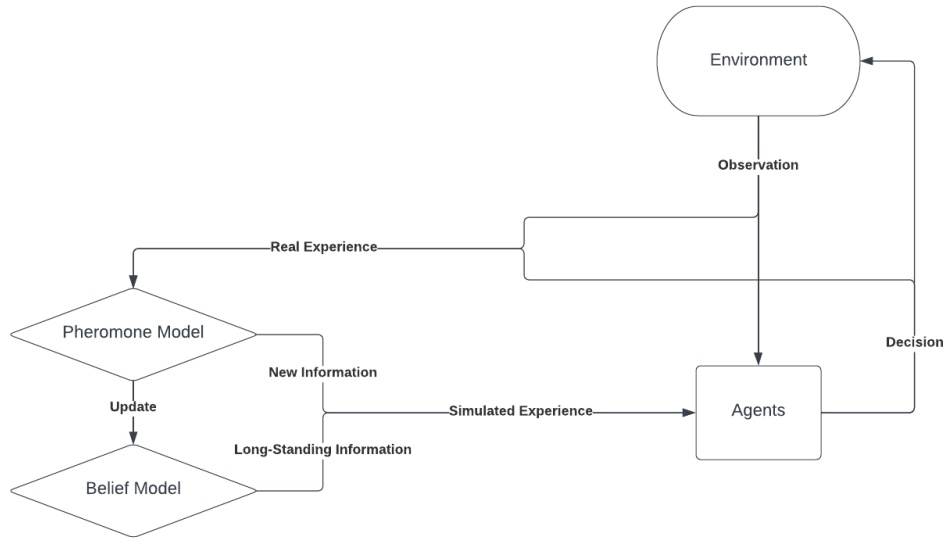 Environment
Observation
Real Experience
Pheromone Model
Decision
New Information
Update
Simulated Experience
Agents
Long-Standing Information
Belief Model